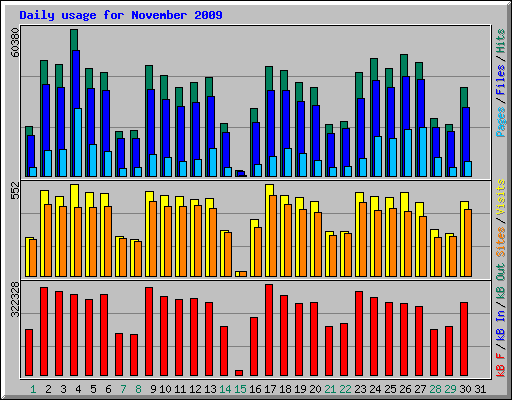 Daily usage for November 2009
60380
Pages / Files / Hits
552
Sites / Visits
322328
kB F / kB In / kB Out
1 2 3 4 5 6 7 8 9 10 11 12 13 14 15 16 17 18 19 20 21 22 23 24 25 26 27 28 29 30 31